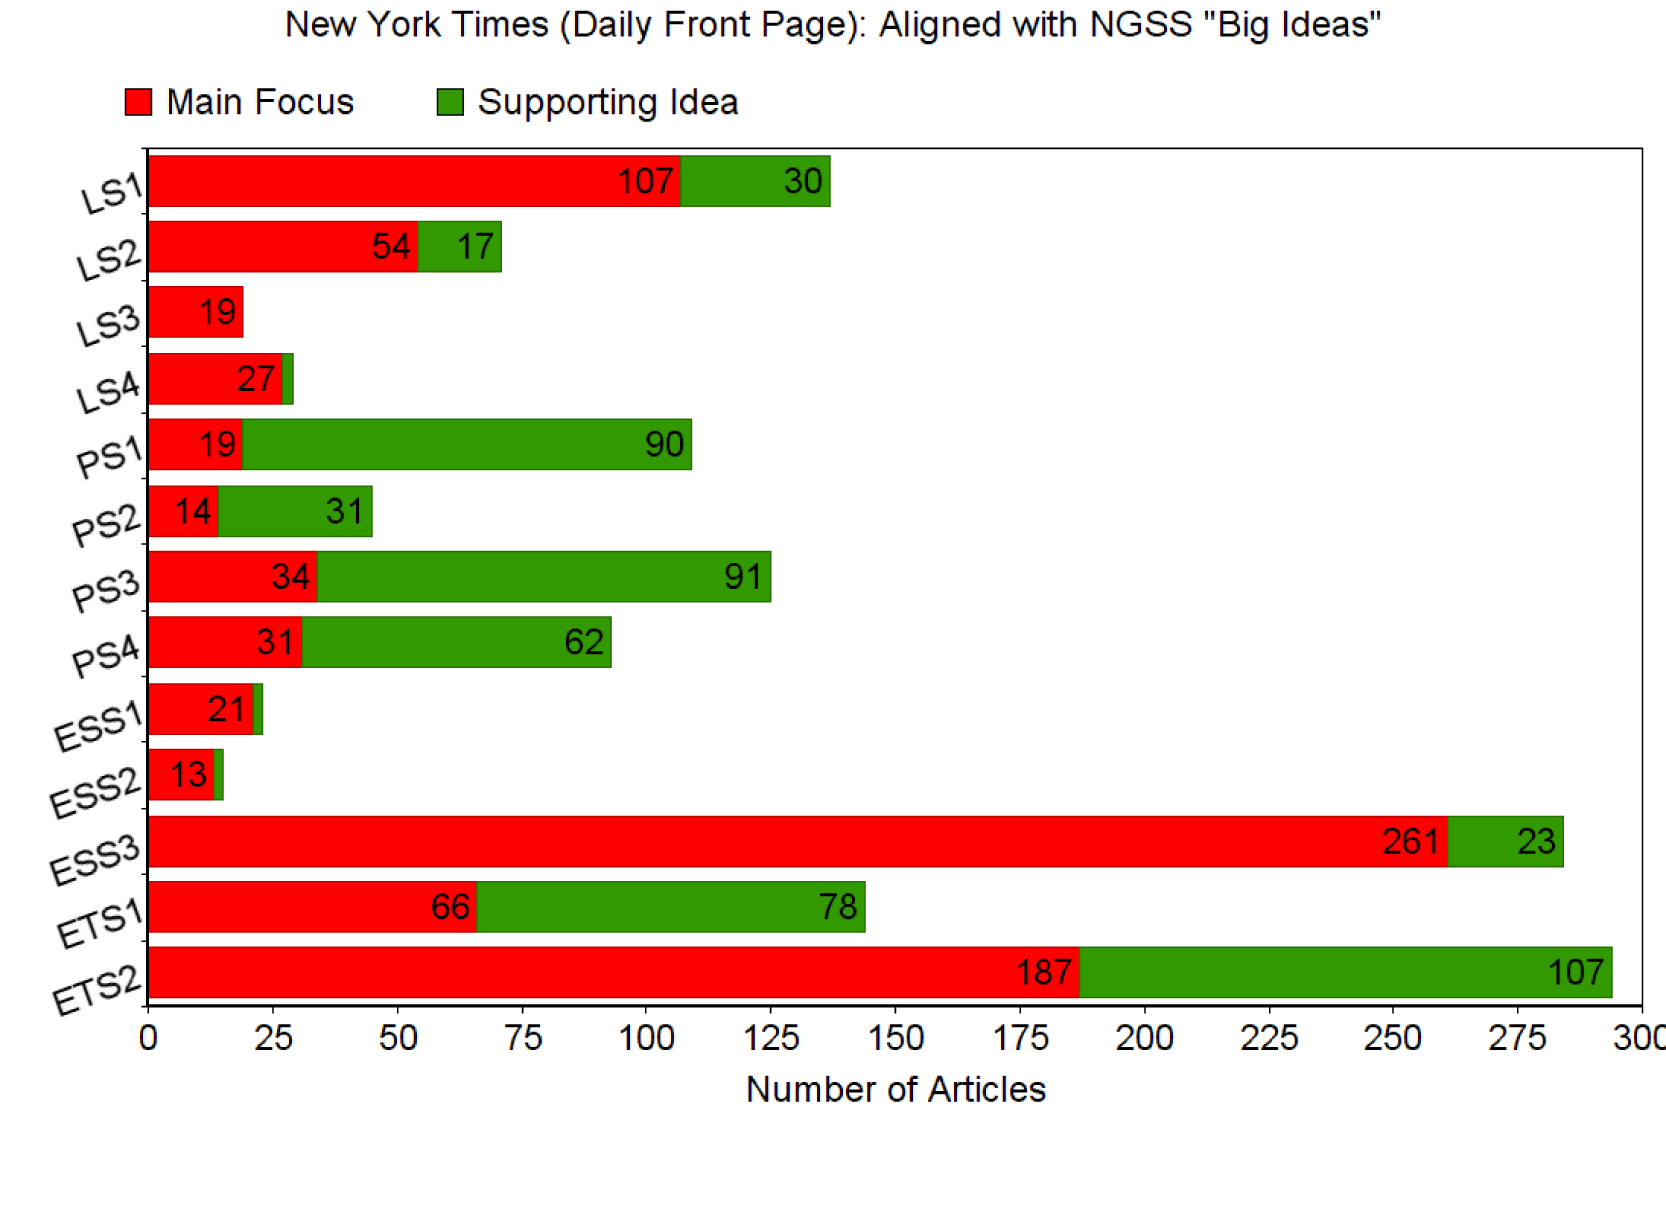 New York Times (Daily Front Page): Aligned with NGSS "Big Ideas"
Main Focus Supporting Idea
LS1 107 30
LS2 54 17
LS3 19
LS4 27
PS1 19 90
PS2 14 31
PS3 34 91
PS4 31 62
ESS1 21
ESS2 13
ESS3 261 23
ETS1 66 78
ETS2 187 107
0 25 50 75 100 125 150 175 200 225 250 275 300
Number of Articles